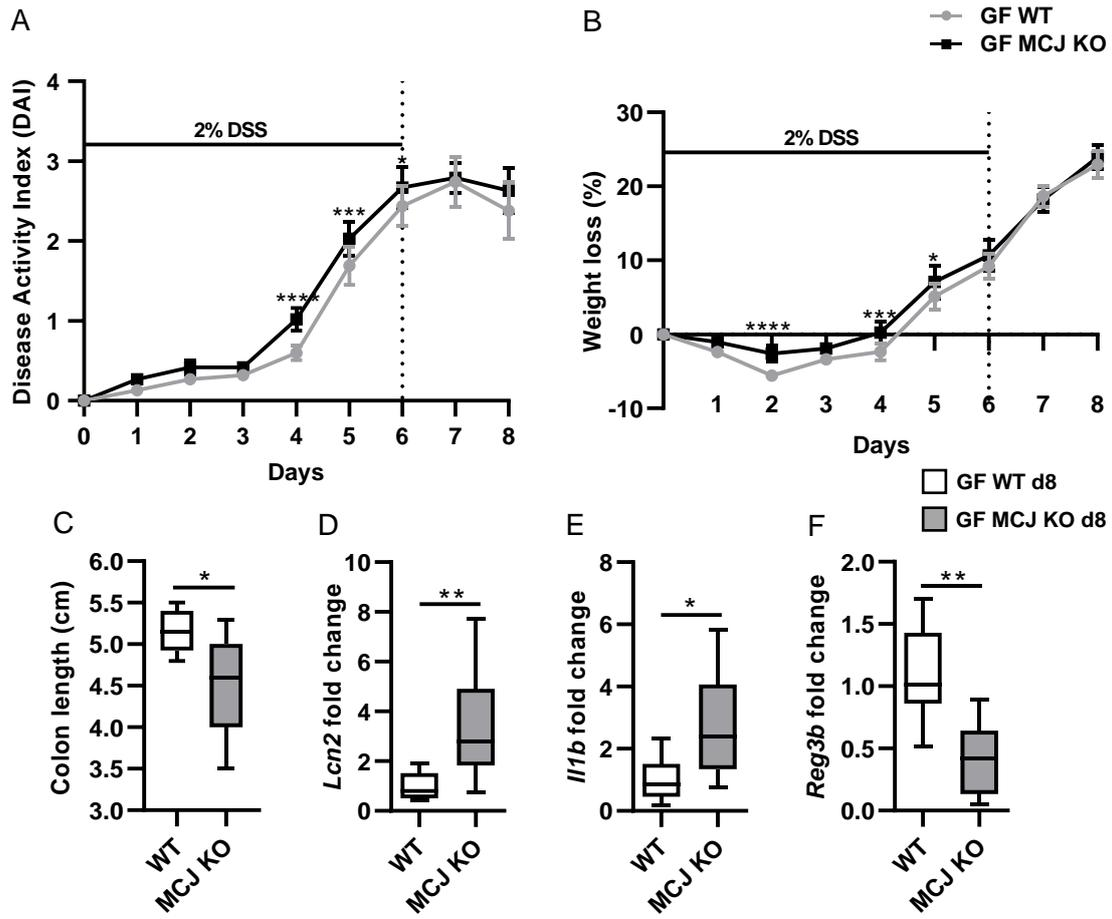 A
Disease Activity Index (DAI)
4
3
2
1
0
2% DSS
****
***
*
0 1 2 3 4 5 6 7 8
Days
B
GF WT
GF MCJ KO
Weight loss (%)
30
20
10
0
-10
2% DSS
****
***
*
1 2 3 4 5 6 7 8
Days
GF WT d8
GF MCJ KO d8
C
Colon length (cm)
6.0
5.5
5.0
4.5
4.0
3.5
3.0
*
WT
MCJ KO
D
Lcn2 fold change
10
8
6
4
2
0
**
WT
MCJ KO
E
Il1b fold change
8
6
4
2
0
*
WT
MCJ KO
F
Reg3b fold change
2.0
1.5
1.0
0.5
0.0
**
WT
MCJ KO